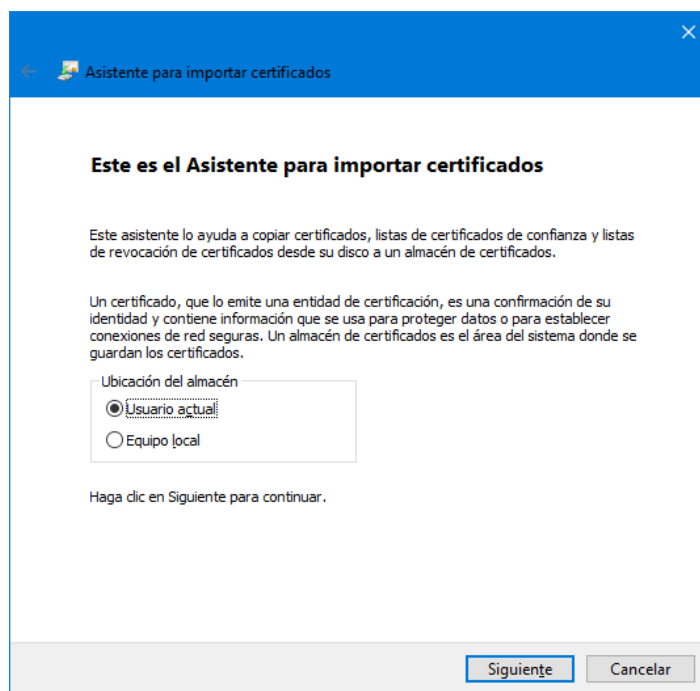 Asistente para importar certificados
Este es el Asistente para importar certificados
Este asistente lo ayuda a copiar certificados, listas de certificados de confianza y listas
de revocación de certificados desde su disco a un almacén de certificados.
Un certificado, que lo emite una entidad de certificación, es una confirmación de su
identidad y contiene información que se usa para proteger datos o para establecer
conexiones de red seguras. Un almacén de certificados es el área del sistema donde se
guardan los certificados.
Ubicación del almacén
Usuario actual
Equipo local
Haga clic en Siguiente para continuar.
Siguiente
Cancelar